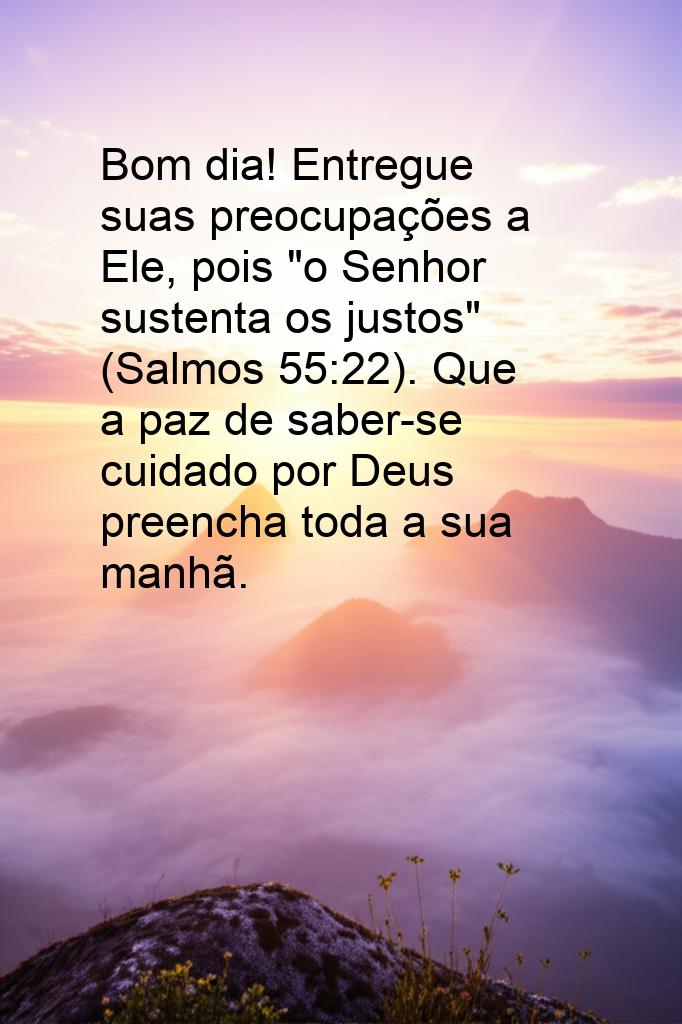 Bom dia! Entregue
suas preocupações a
Ele, pois "o Senhor
sustenta os justos"
(Salmos 55:22). Que
a paz de saber-se
cuidado por Deus
preencha toda a sua
manhã.